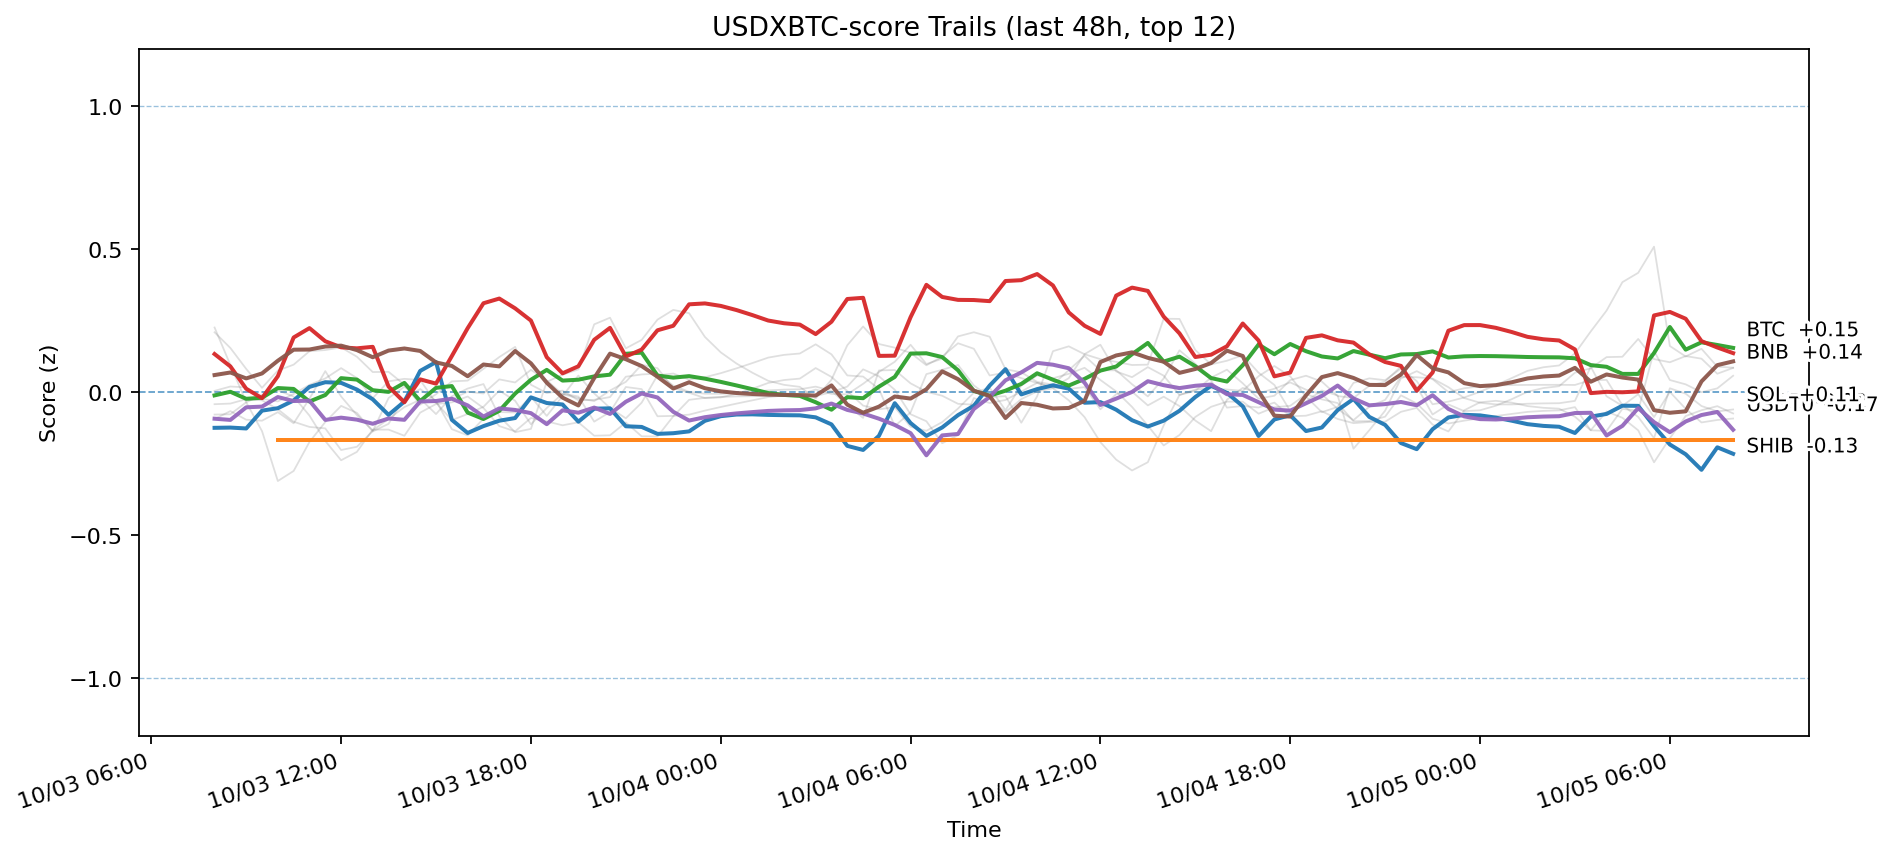 USDXBTC-score Trails (last 48h, top 12)
Score (z)
1.0
0.5
0.0
−0.5
−1.0
BTC +0.15
BNB +0.14
SOL +0.11
USDT0 -0.17
SHIB -0.13
10/03 06:00
10/03 12:00
10/03 18:00
10/04 00:00
10/04 06:00
10/04 12:00
10/04 18:00
10/05 00:00
10/05 06:00
Time